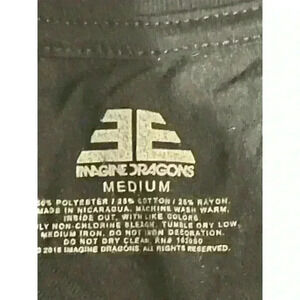 IMAGINE DRAGONS
MEDIUM
50% POLYESTER / 25% COTTON / 25% RAYON.
MADE IN NICARAGUA. MACHINE WASH WARM.
INSIDE OUT, WITH LIKE COLORS.
NON-CHLORINE BLEACH. TUMBLE DRY LOW.
MEDIUM IRON. DO NOT IRON DECORATION.
DO NOT DRY CLEAN. RN#
IMAGINE DRAGONS. ALL RIGHTS RESERVED.